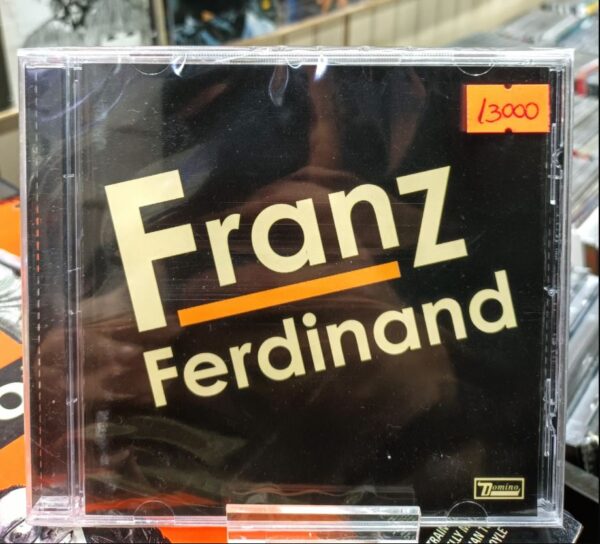 13000
Franz
Ferdinand
Domino